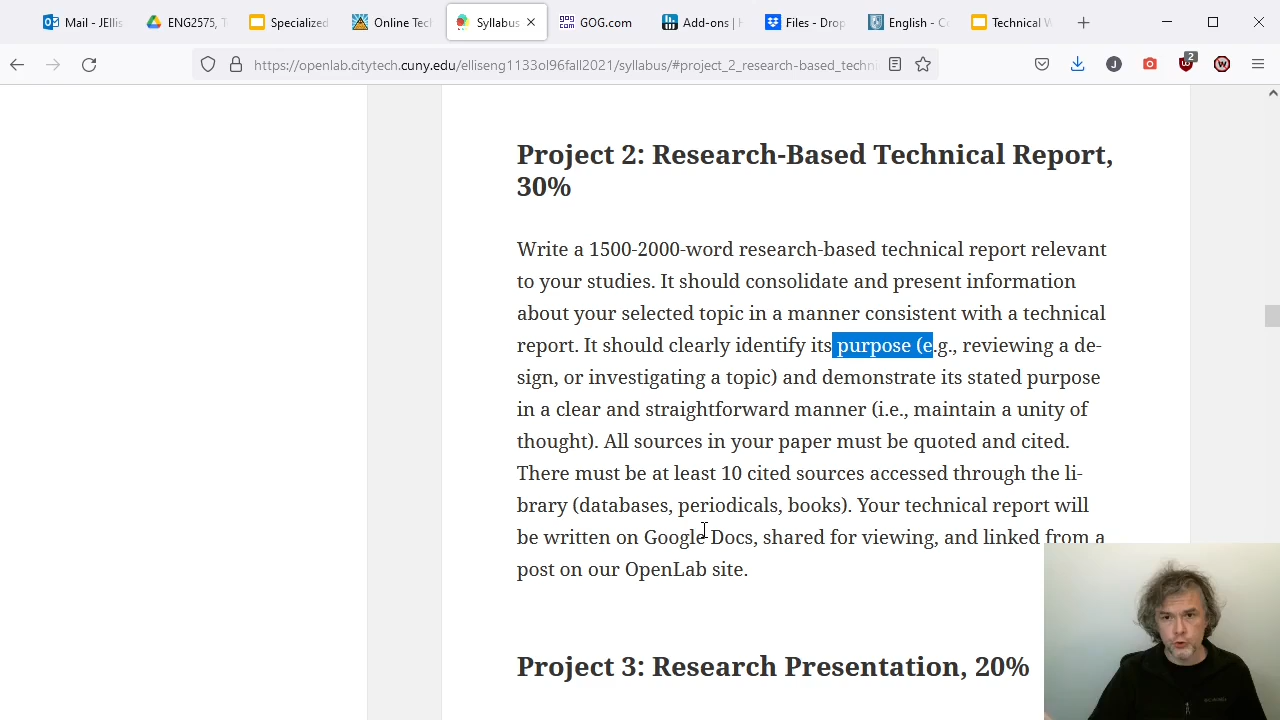 Mail - JEllis
ENG2575, T
Specialized
Online Tec
Syllabus
GOG.com
Add-ons |
Files - Drop
English - C
Technical W
https://openlab.citytech.cuny.edu/elliseng1133ol96fall2021/syllabus/#project_2_research-based_techni
J
2
Project 2: Research-Based Technical Report,
30%
Write a 1500-2000-word research-based technical report relevant
to your studies. It should consolidate and present information
about your selected topic in a manner consistent with a technical
report. It should clearly identify its purpose (e.g., reviewing a de-
sign, or investigating a topic) and demonstrate its stated purpose
in a clear and straightforward manner (i.e., maintain a unity of
thought). All sources in your paper must be quoted and cited.
There must be at least 10 cited sources accessed through the li-
brary (databases, periodicals, books). Your technical report will
be written on Google Docs, shared for viewing, and linked from a
post on our OpenLab site.
Project 3: Research Presentation, 20%